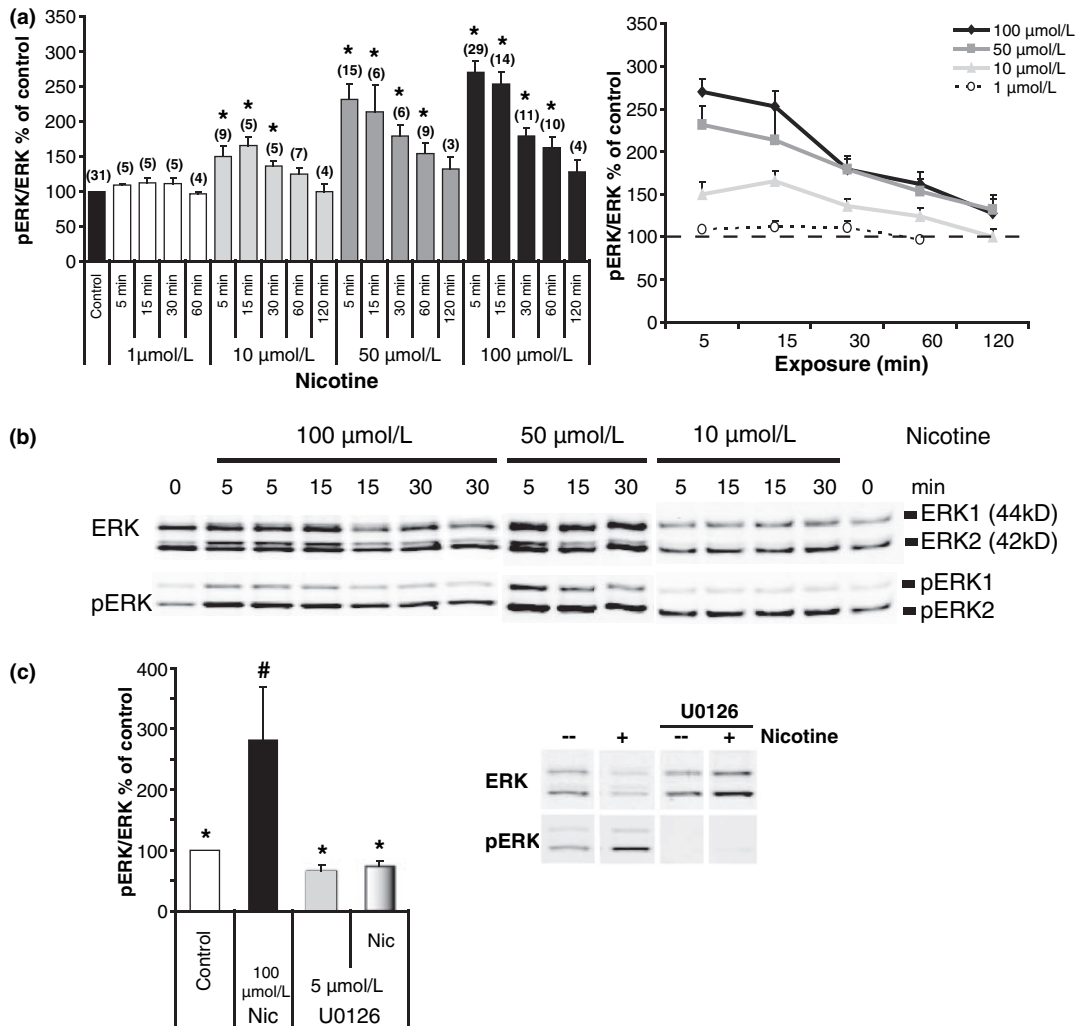 (a)
pERK/ERK % of control
350
300
250
200
150
100
50
0
(31) (5) (5) (5) (4) * (9) * (5) * (5) (7) (4) * (15) * (6) * (6) * (9) (3) * (29) * (14) * (11) * (10) (4)
Control 5 min 15 min 30 min 60 min 5 min 15 min 30 min 60 min 120 min 5 min 15 min 30 min 60 min 120 min 5 min 15 min 30 min 60 min 120 min
1µmol/L 10 µmol/L 50 µmol/L 100 µmol/L
Nicotine
pERK/ERK % of control
350
300
250
200
150
100
50
0
100 µmol/L
50 µmol/L
10 µmol/L
1 µmol/L
5 15 30 60 120
Exposure (min)
(b)
100 µmol/L 50 µmol/L 10 µmol/L Nicotine
0 5 5 15 15 30 30 5 15 30 5 15 15 30 0 min
ERK
ERK1 (44kD)
ERK2 (42kD)
pERK
pERK1
pERK2
(c)
pERK/ERK % of control
400
300
200
100
0
* # * *
Control
100 µmol/L
Nic
Nic
5 µmol/L
U0126
U0126
-- + -- + Nicotine
ERK
pERK